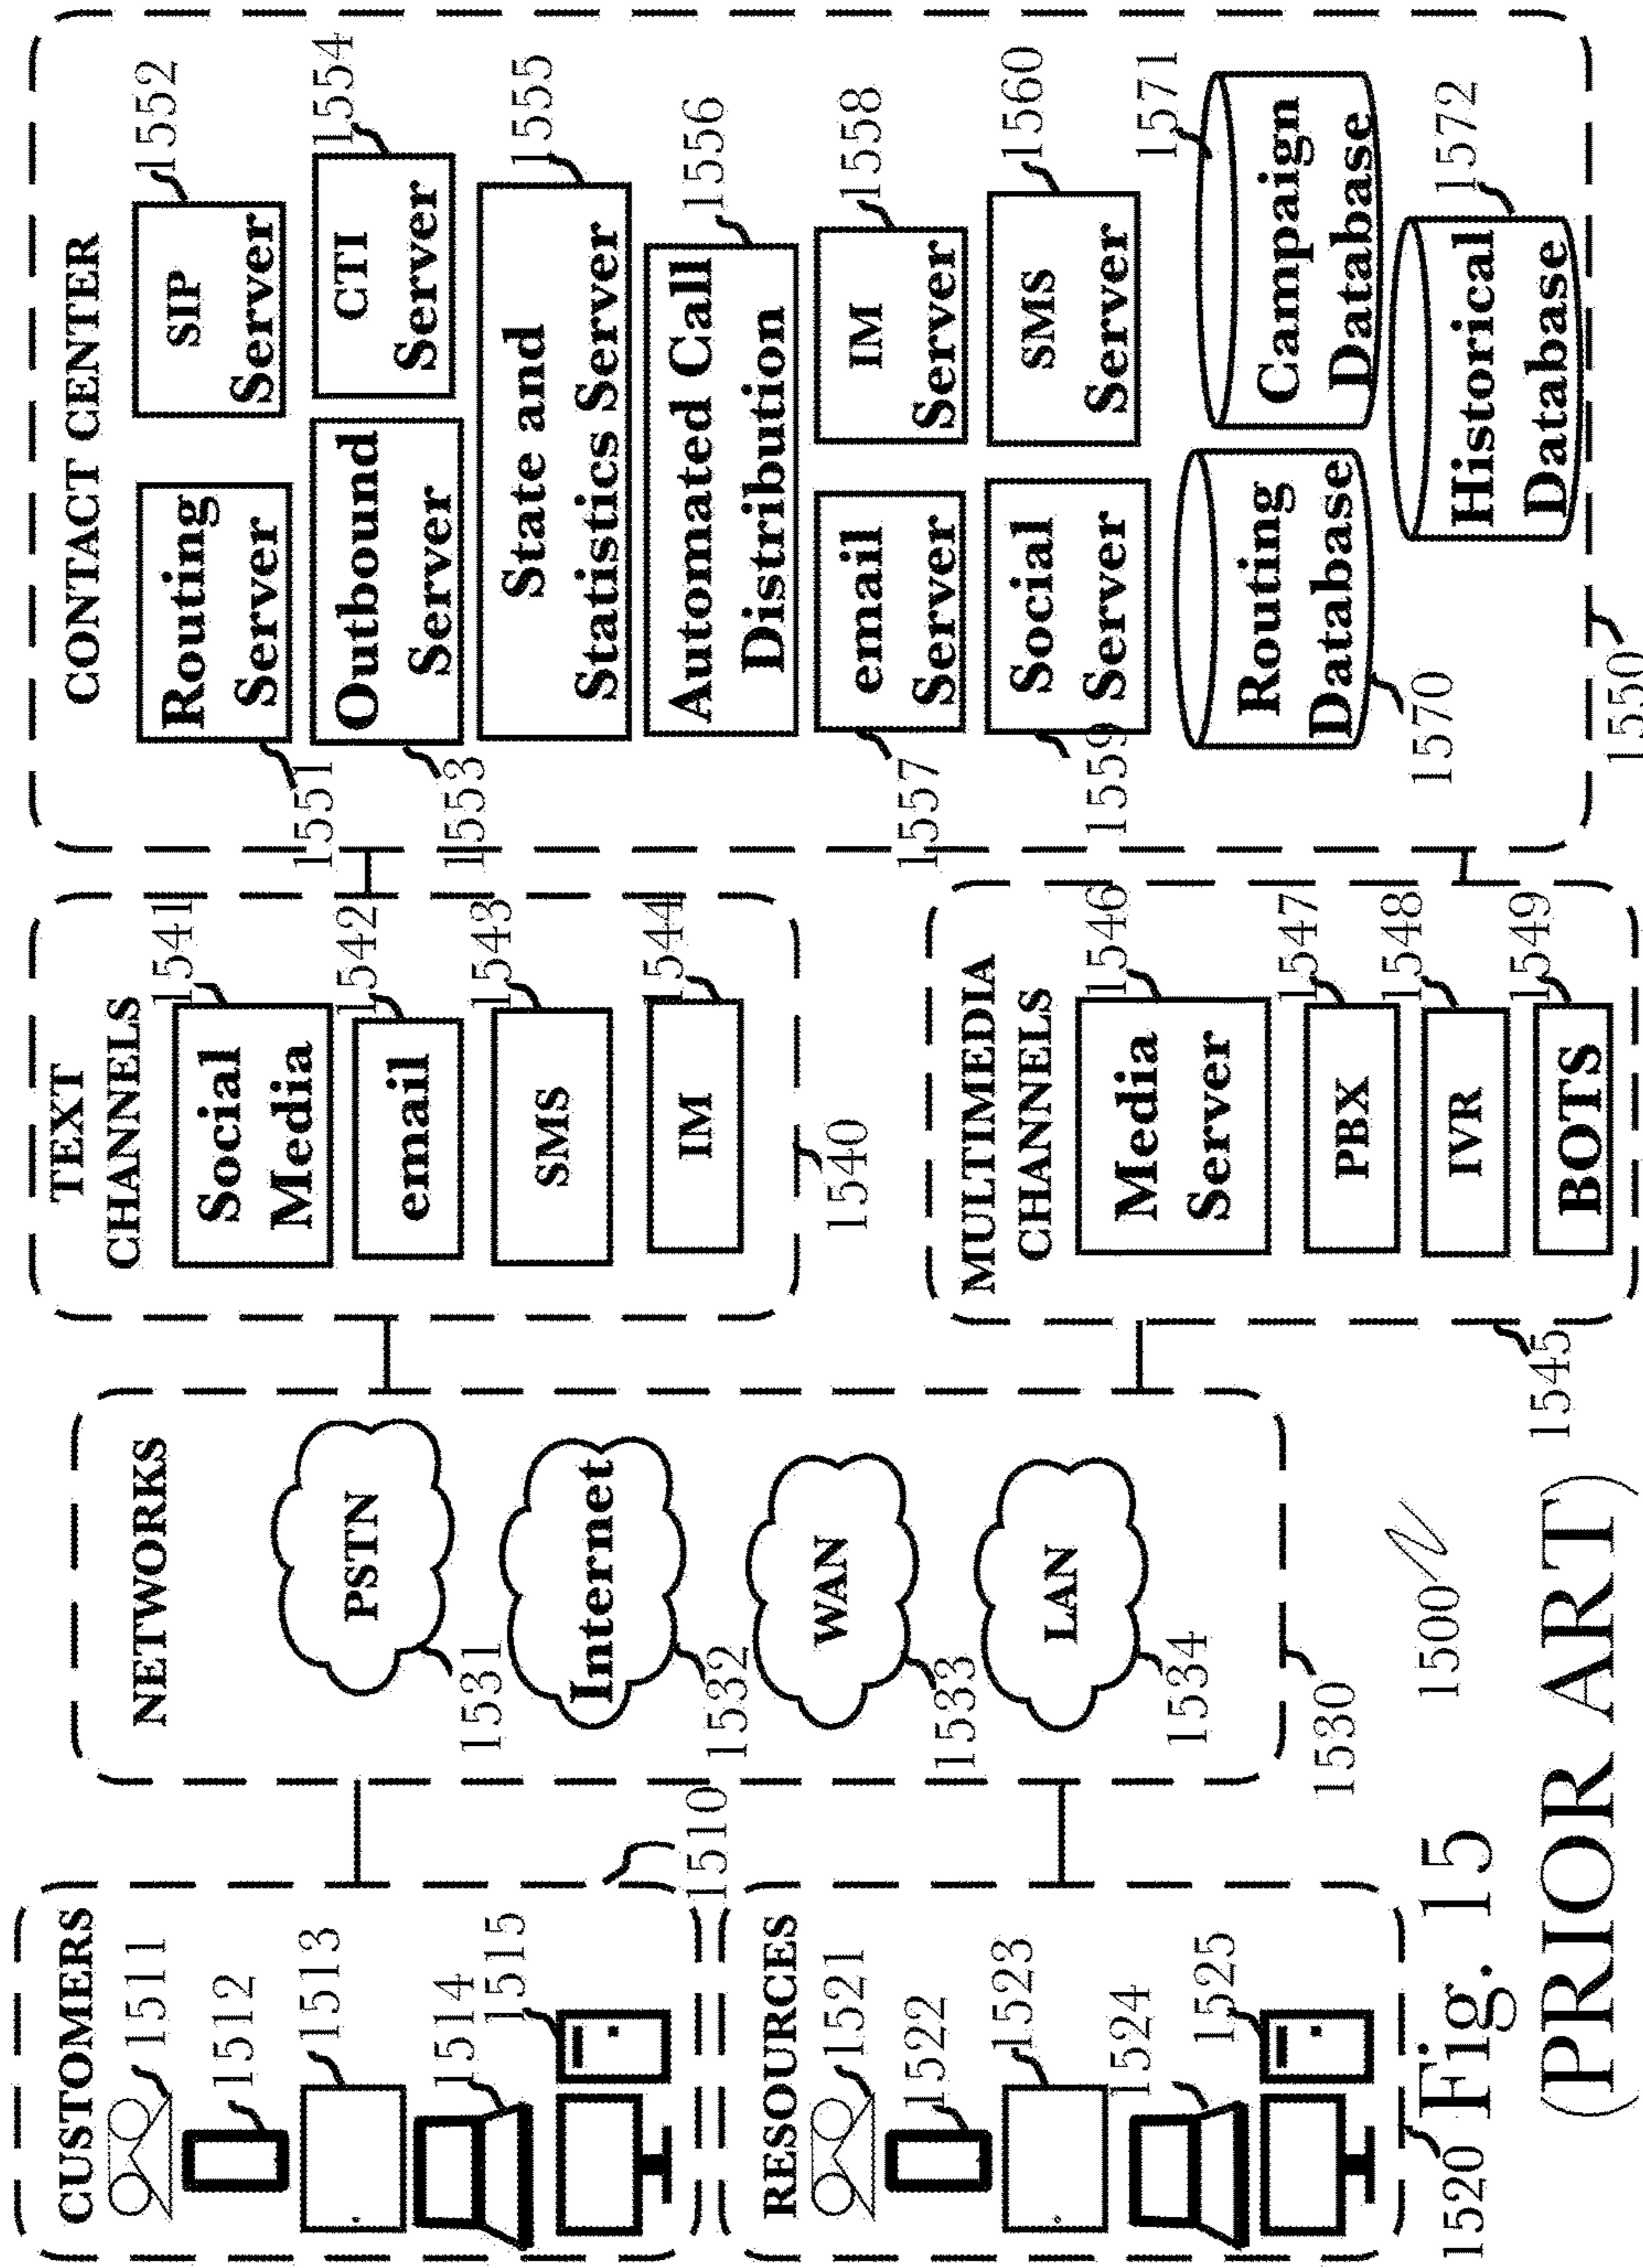 CUSTOMERS
1511
1512
1513
1514
1515
1510
RESOURCES
1521
1522
1523
1524
1525
1520
NETWORKS
PSTN
1531
Internet
1532
WAN
1533
LAN
1534
1530
TEXT
CHANNELS
1541
Social
Media
1542
email
1543
SMS
1544
IM
1540
MULTIMEDIA
CHANNELS
1546
Media
Server
1547
PBX
1548
IVR
1549
BOTS
1545
CONTACT CENTER
Routing
Server
1551
SIP
Server
1552
Outbound
Server
1553
CTI
Server
1554
State and
Statistics Server
1555
Automated Call
Distribution
1556
email
Server
1557
IM
Server
1558
Social
Server
1559
SMS
Server
1560
Routing
Database
1570
Campaign
Database
1571
Historical
Database
1572
1550
1500
Fig. 15
(PRIOR ART)